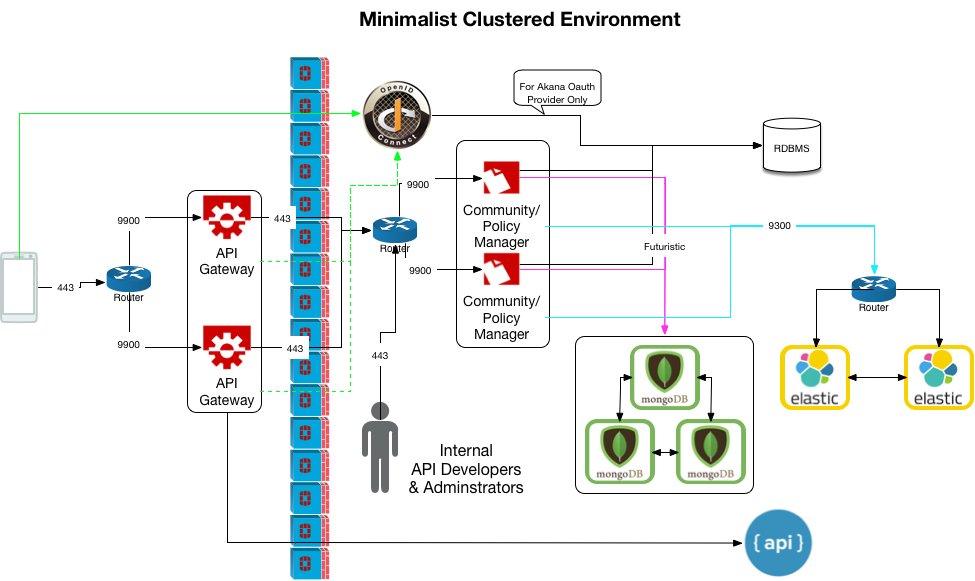 Minimalist Clustered Environment
For Akana Oauth
Provider Only
OpenID
Connect
RDBMS
9900
443
API
Gateway
9900
Router
Community/
Policy
Manager
9300
Futuristic
443
Router
9900
Community/
Policy
Manager
Router
9900
443
API
Gateway
443
mongoDB
mongoDB
mongoDB
elastic
elastic
Internal
API Developers
& Adminstrators
{ api }